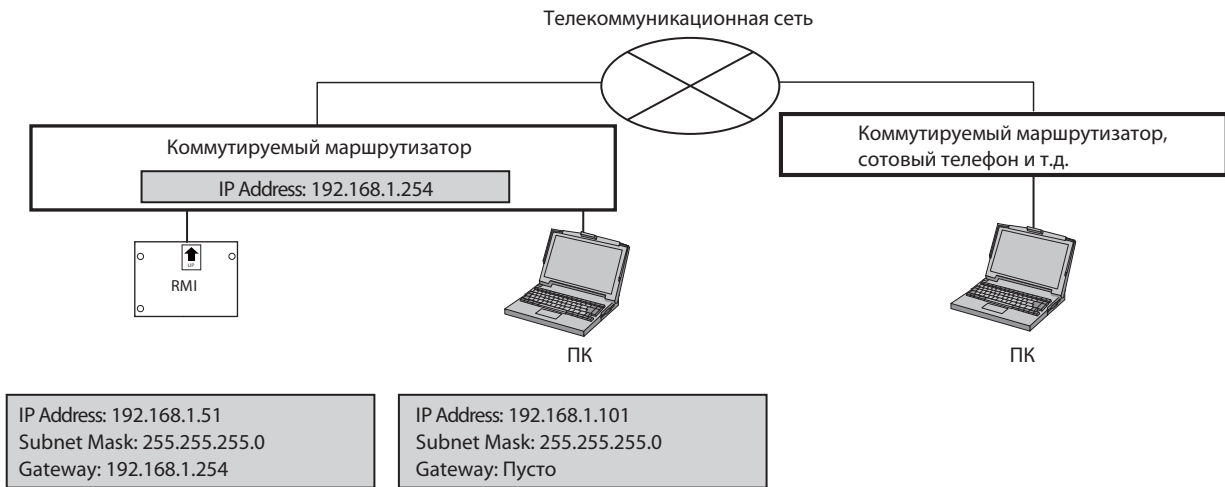 Телекоммуникационная сеть
Коммутируемый маршрутизатор
IP Address: 192.168.1.254
Коммутируемый маршрутизатор,
сотовый телефон и т.д.
UP
RMI
ПК
ПК
IP Address: 192.168.1.51
Subnet Mask: 255.255.255.0
Gateway: 192.168.1.254
IP Address: 192.168.1.101
Subnet Mask: 255.255.255.0
Gateway: Пусто